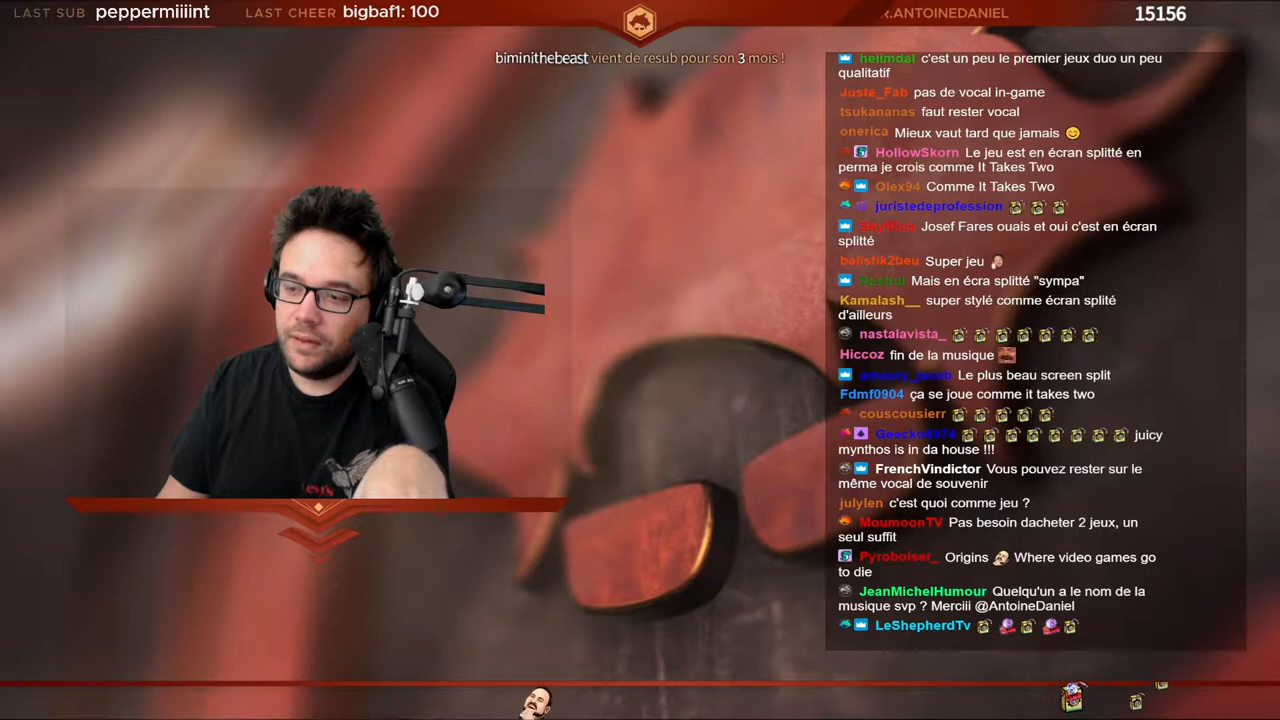 LAST SUB peppermiiiint LAST CHEER bigbaf1: 100 R.ANTOINEDANIEL 15156
biminithebeast vient de resub pour son 3 mois !
heiimdal c'est un peu le premier jeux duo un peu
qualitatif
Juste_Fab pas de vocal in-game
tsukananas faut rester vocal
onerica Mieux vaut tard que jamais 😊
HollowSkorn Le jeu est en écran splitté en
perma je crois comme It Takes Two
Olex94 Comme It Takes Two
juristedeprofession
Josef Fares ouais et oui c'est en écran
splitté
balistik2beu Super jeu
Mais en écra splitté "sympa"
Kamalash__ super stylé comme écran splité
d'ailleurs
nastalavista_
Hiccoz fin de la musique
amaury_jacob Le plus beau screen split
Fdmf0904 ça se joue comme it takes two
couscousierr
juicy
mynthos is in da house !!!
FrenchVindictor Vous pouvez rester sur le
même vocal de souvenir
julylen c'est quoi comme jeu ?
MoumoonTV Pas besoin dacheter 2 jeux, un
seul suffit
Pyroboiser_ Origins Where video games go
to die
JeanMichelHumour Quelqu'un a le nom de la
musique svp ? Merciii @AntoineDaniel
LeShepherdTv